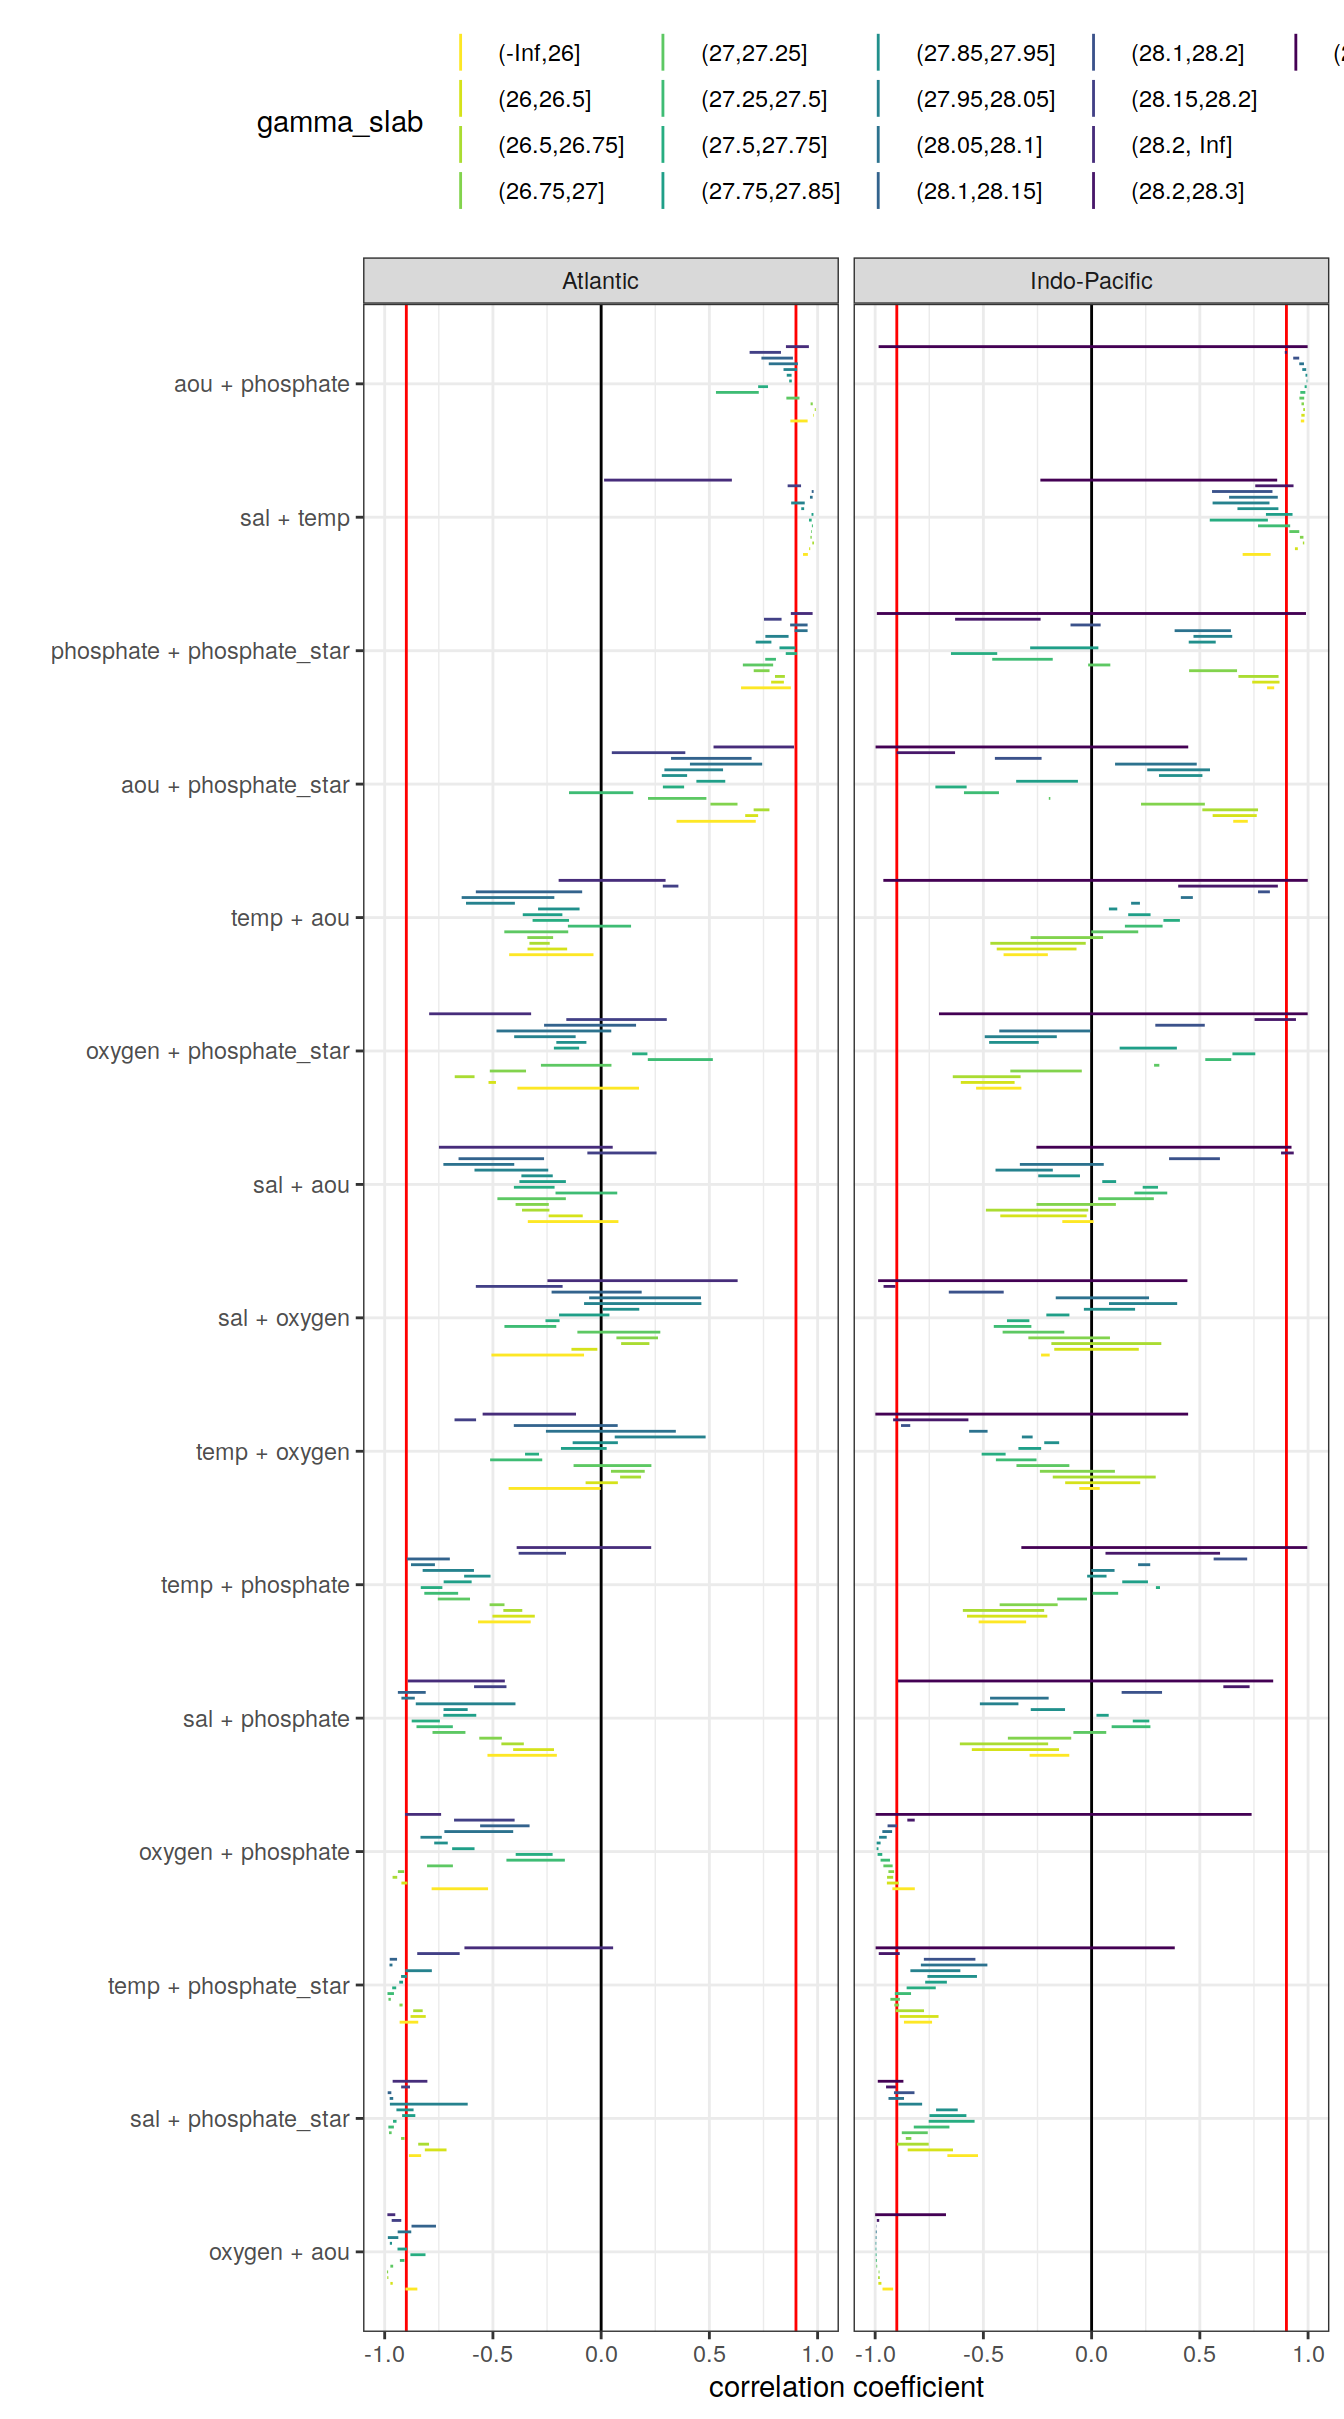 gamma_slab
(-Inf,26] (27,27.25] (27.85,27.95] (28.1,28.2]
(26,26.5] (27.25,27.5] (27.95,28.05] (28.15,28.2]
(26.5,26.75] (27.5,27.75] (28.05,28.1] (28.2, Inf]
(26.75,27] (27.75,27.85] (28.1,28.15] (28.2,28.3]
Atlantic Indo-Pacific
aou + phosphate
sal + temp
phosphate + phosphate_star
aou + phosphate_star
temp + aou
oxygen + phosphate_star
sal + aou
sal + oxygen
temp + oxygen
temp + phosphate
sal + phosphate
oxygen + phosphate
temp + phosphate_star
sal + phosphate_star
oxygen + aou
-1.0 -0.5 0.0 0.5 1.0 -1.0 -0.5 0.0 0.5 1.0
correlation coefficient